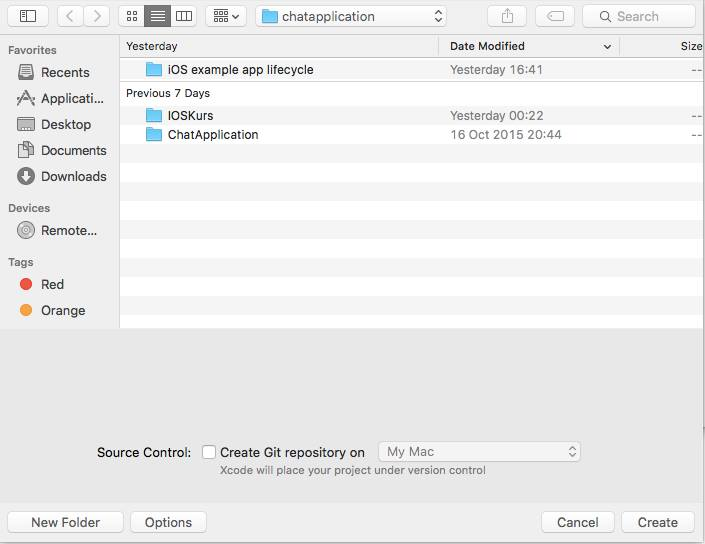 chatapplication
Search
Favorites
Recents
Applicati...
Desktop
Documents
Downloads
Devices
Remote...
Tags
Red
Orange
Yesterday Date Modified Size
iOS example app lifecycle Yesterday 16:41 --
Previous 7 Days
IOSKurs Yesterday 00:22 --
ChatApplication 16 Oct 2015 20:44 --
Source Control: Create Git repository on My Mac
Xcode will place your project under version control
New Folder Options Cancel Create